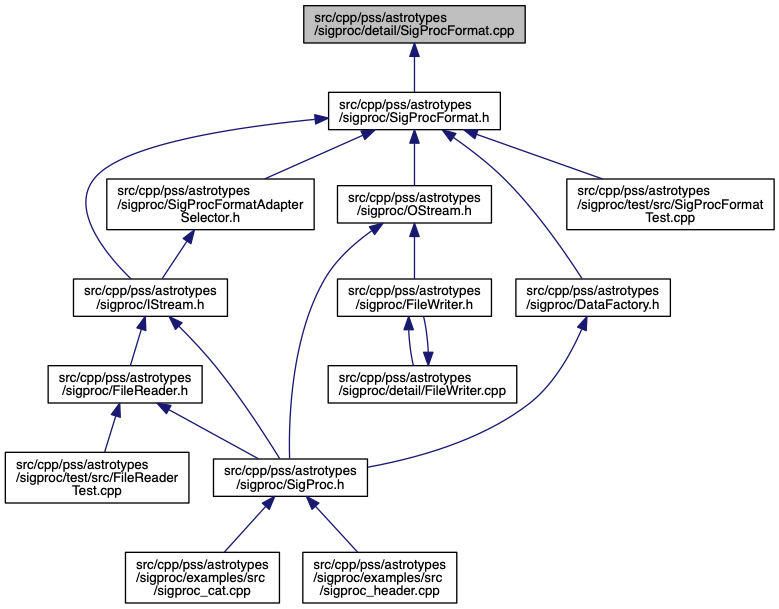 src/cpp/pss/astrotypes
/sigproc/detail/SigProcFormat.cpp
src/cpp/pss/astrotypes
/sigproc/SigProcFormat.h
src/cpp/pss/astrotypes
/sigproc/SigProcFormatAdapter
Selector.h
src/cpp/pss/astrotypes
/sigproc/OStream.h
src/cpp/pss/astrotypes
/sigproc/test/src/SigProcFormat
Test.cpp
src/cpp/pss/astrotypes
/sigproc/IStream.h
src/cpp/pss/astrotypes
/sigproc/FileWriter.h
src/cpp/pss/astrotypes
/sigproc/DataFactory.h
src/cpp/pss/astrotypes
/sigproc/FileReader.h
src/cpp/pss/astrotypes
/sigproc/detail/FileWriter.cpp
src/cpp/pss/astrotypes
/sigproc/test/src/FileReader
Test.cpp
src/cpp/pss/astrotypes
/sigproc/SigProc.h
src/cpp/pss/astrotypes
/sigproc/examples/src
/sigproc_cat.cpp
src/cpp/pss/astrotypes
/sigproc/examples/src
/sigproc_header.cpp